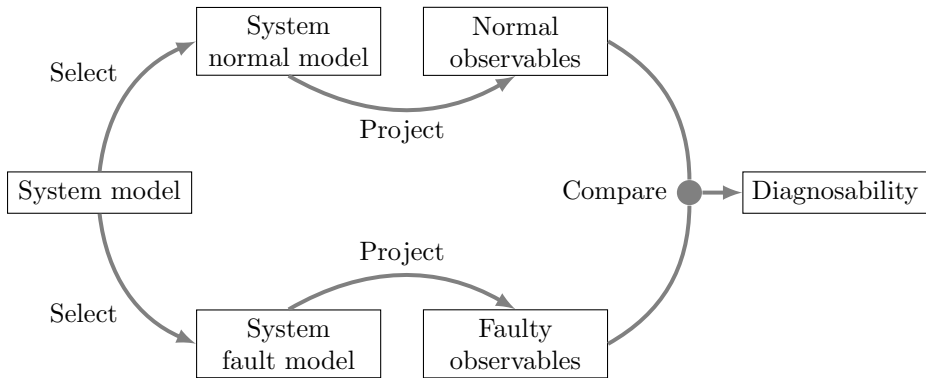 System
normal model
Normal
observables
Select
Project
System model
Compare
Diagnosability
Project
Select
System
fault model
Faulty
observables